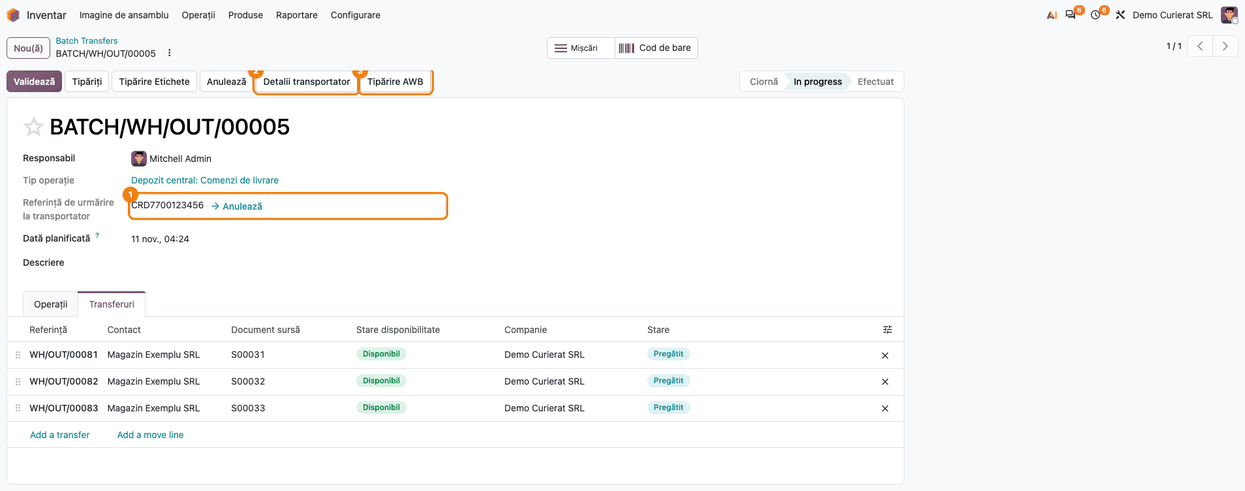 Inventar Imagine de ansamblu Operații Produse Raportare Configurare AI 6 6 Demo Curierat SRL
Nou(ă) Batch Transfers BATCH/WH/OUT/00005 Mișcări Cod de bare 1 / 1
Validează Tipăriți Tipărire Etichete Anulează 2 Detalii transportator 3 Tipărire AWB Ciornă In progress Efectuat
BATCH/WH/OUT/00005
Responsabil Mitchell Admin
Tip operație Depozit central: Comenzi de livrare
1
Referință de urmărire la transportator CRD7700123456 Anulează
Dată planificată ? 11 nov., 04:24
Descriere
Operații Transferuri
Referință Contact Document sursă Stare disponibilitate Companie Stare
WH/OUT/00081 Magazin Exemplu SRL S00031 Disponibil Demo Curierat SRL Pregătit
WH/OUT/00082 Magazin Exemplu SRL S00032 Disponibil Demo Curierat SRL Pregătit
WH/OUT/00083 Magazin Exemplu SRL S00033 Disponibil Demo Curierat SRL Pregătit
Add a transfer Add a move line